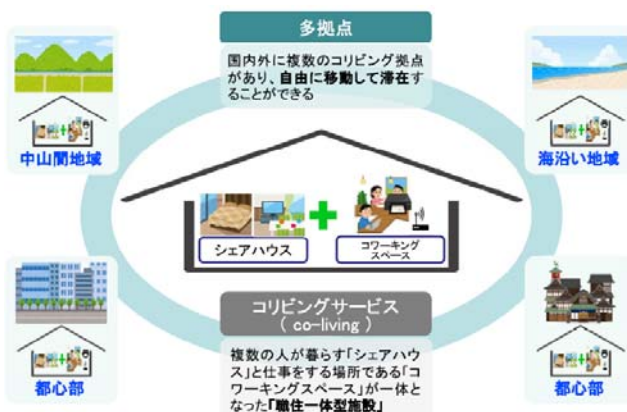 多拠点
国内外に複数のコリビング拠点
があり、自由に移動して滞在す
ることができる
中山間地域
海沿い地域
シェアハウス
コワーキング
スペース
都心部
コリビングサービス
( co-living )
都心部
複数の人が暮らす「シェアハウ
ス」と仕事をする場所である「コ
ワーキングスペース」が一体と
なった「職住一体型施設」